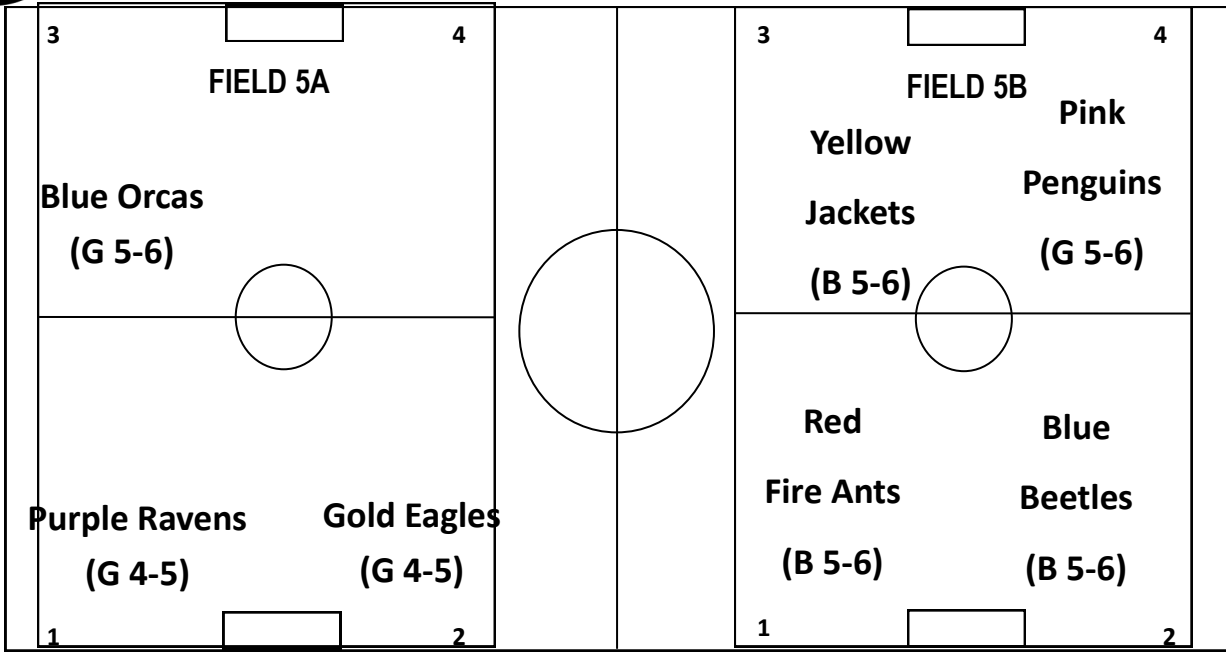 3
4
FIELD 5A
Blue Orcas
(G 5-6)
Purple Ravens
(G 4-5)
Gold Eagles
(G 4-5)
1
2
3
4
FIELD 5B
Yellow
Jackets
(B 5-6)
Pink
Penguins
(G 5-6)
Red
Fire Ants
(B 5-6)
Blue
Beetles
(B 5-6)
1
2